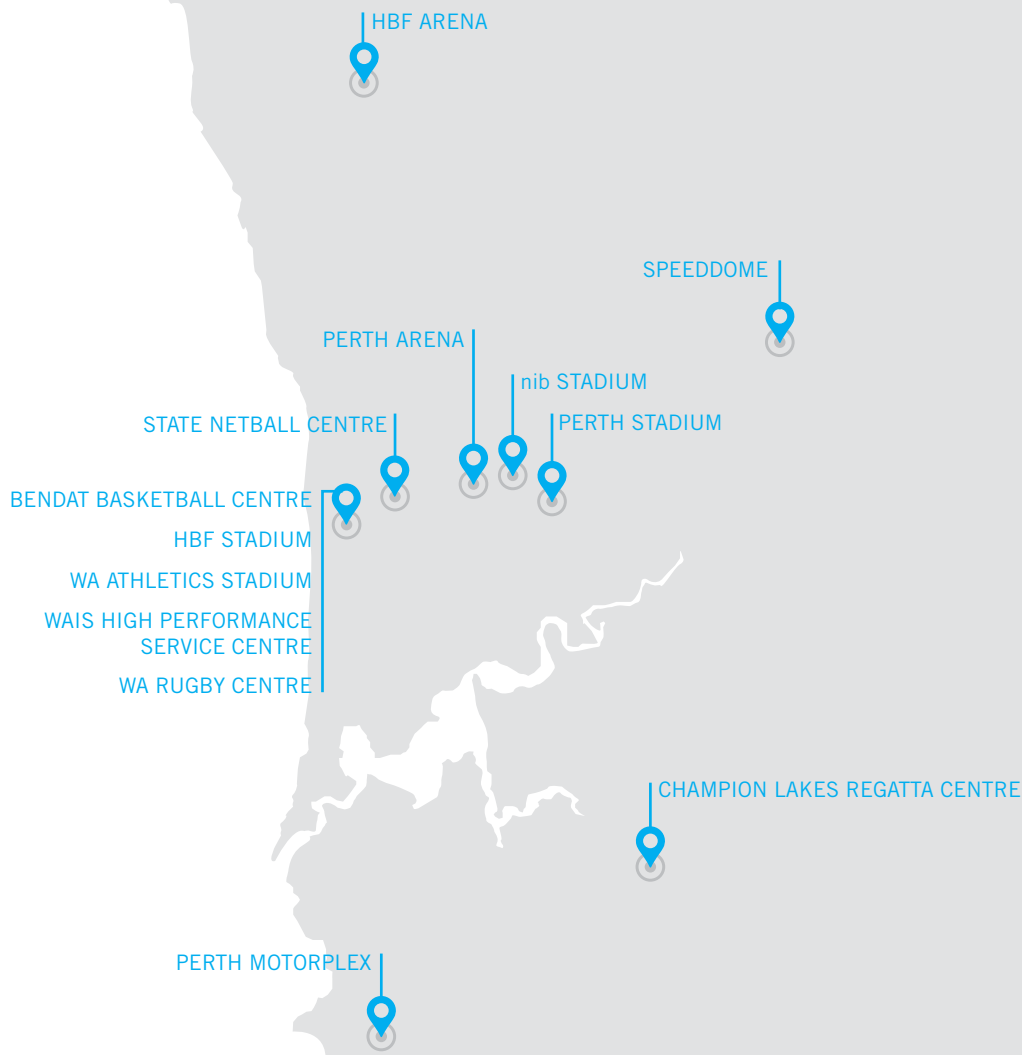 HBF ARENA
SPEEDDOME
PERTH ARENA
nib STADIUM
STATE NETBALL CENTRE
PERTH STADIUM
BENDAT BASKETBALL CENTRE
HBF STADIUM
WA ATHLETICS STADIUM
WAIS HIGH PERFORMANCE
SERVICE CENTRE
WA RUGBY CENTRE
CHAMPION LAKES REGATTA CENTRE
PERTH MOTORPLEX